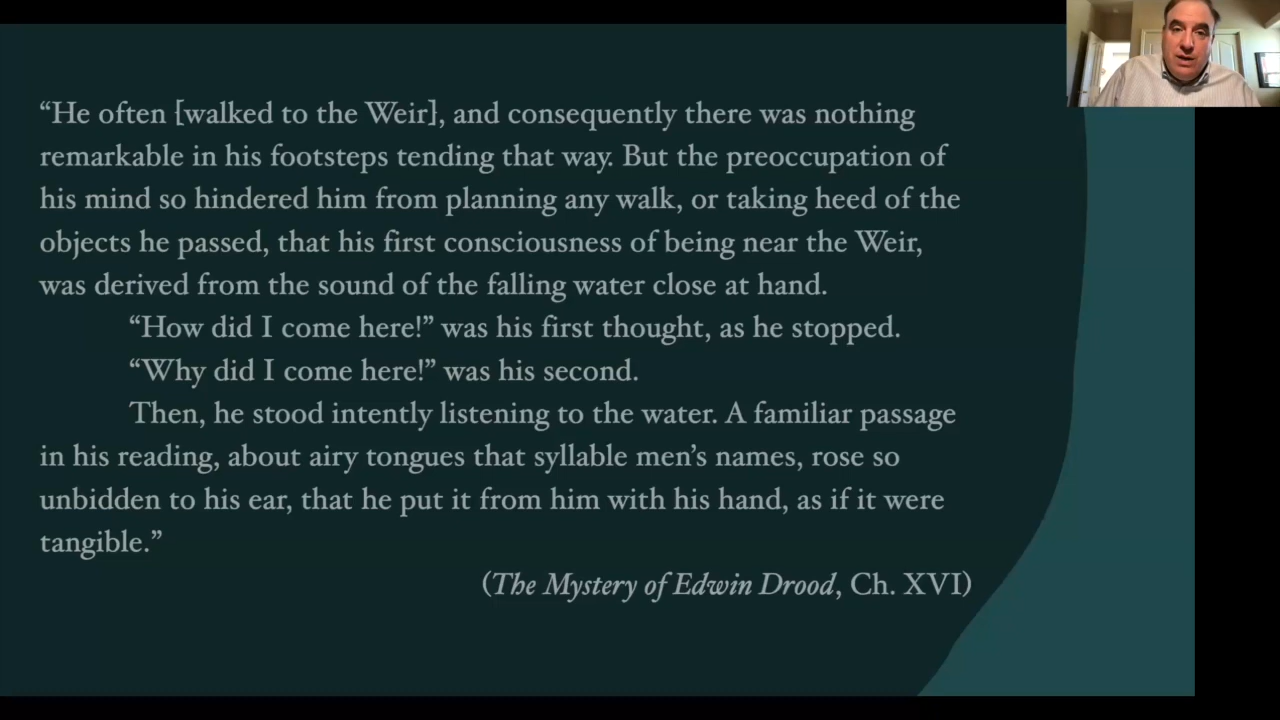 “He often [walked to the Weir], and consequently there was nothing
remarkable in his footsteps tending that way. But the preoccupation of
his mind so hindered him from planning any walk, or taking heed of the
objects he passed, that his first consciousness of being near the Weir,
was derived from the sound of the falling water close at hand.
“How did I come here!” was his first thought, as he stopped.
“Why did I come here!” was his second.
Then, he stood intently listening to the water. A familiar passage
in his reading, about airy tongues that syllable men’s names, rose so
unbidden to his ear, that he put it from him with his hand, as if it were
tangible.”
(The Mystery of Edwin Drood, Ch. XVI)